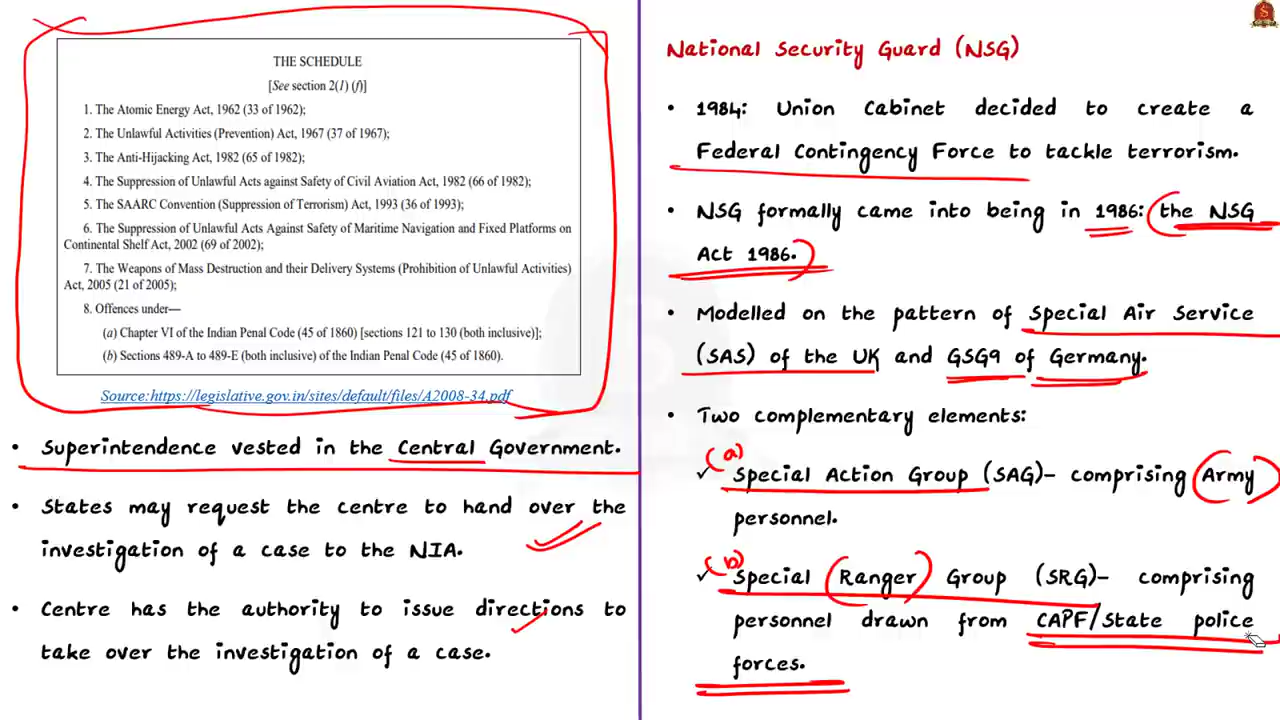 THE SCHEDULE
[See section 2(1) (f)]
1. The Atomic Energy Act, 1962 (33 of 1962);
2. The Unlawful Activities (Prevention) Act, 1967 (37 of 1967);
3. The Anti-Hijacking Act, 1982 (65 of 1982);
4. The Suppression of Unlawful Acts against Safety of Civil Aviation Act, 1982 (66 of 1982);
5. The SAARC Convention (Suppression of Terrorism) Act, 1993 (36 of 1993);
6. The Suppression of Unlawful Acts Against Safety of Maritime Navigation and Fixed Platforms on
Continental Shelf Act, 2002 (69 of 2002);
7. The Weapons of Mass Destruction and their Delivery Systems (Prohibition of Unlawful Activities)
Act, 2005 (21 of 2005);
8. Offences under—
(a) Chapter VI of the Indian Penal Code (45 of 1860) [sections 121 to 130 (both inclusive)];
(b) Sections 489-A to 489-E (both inclusive) of the Indian Penal Code (45 of 1860).
Source:https://legislative.gov.in/sites/default/files/A2008-34.pdf
• Superintendence vested in the Central Government.
• States may request the centre to hand over the
investigation of a case to the NIA.
• Centre has the authority to issue directions to
take over the investigation of a case.
National Security Guard (NSG)
• 1984: Union Cabinet decided to create a
Federal Contingency Force to tackle terrorism.
• NSG formally came into being in 1986: the NSG
Act 1986.
• Modelled on the pattern of Special Air Service
(SAS) of the UK and GSG9 of Germany.
• Two complementary elements:
(a)
✓ Special Action Group (SAG)- comprising Army
personnel.
(b)
✓ Special Ranger Group (SRG)- comprising
personnel drawn from CAPF/State police
forces.